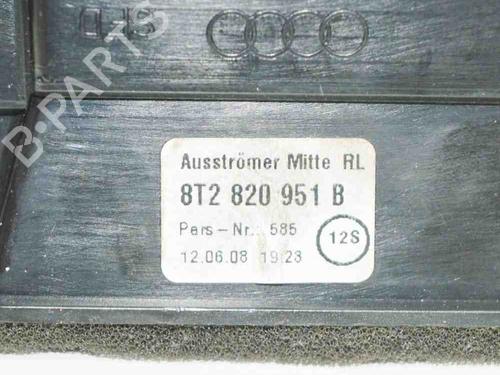 B-PARTS
Ausströmer Mitte RL
8T2 820 951 B
Pers-Nr.: 585
12S
12.06.08 19:23